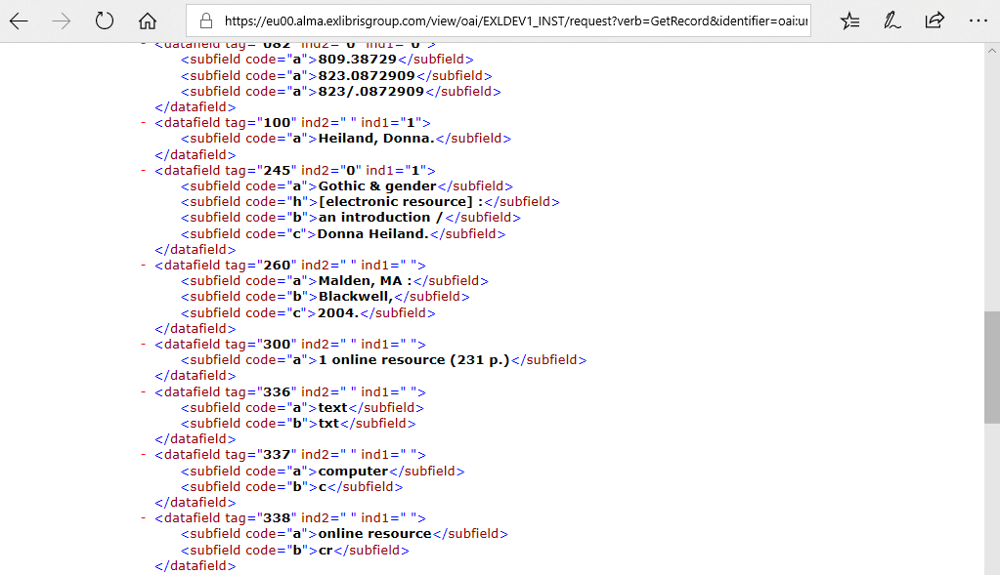 https://eu00.alma.exlibrisgroup.com/view/oai/EXLDEV1_INST/request?verb=GetRecord&identifier=oai:ur
- <datafield tag="082" ind2="0" ind1="0">
<subfield code="a">809.38729</subfield>
<subfield code="a">823.0872909</subfield>
<subfield code="a">823/.0872909</subfield>
</datafield>
- <datafield tag="100" ind2=" " ind1="1">
<subfield code="a">Heiland, Donna.</subfield>
</datafield>
- <datafield tag="245" ind2="0" ind1="1">
<subfield code="a">Gothic & gender</subfield>
<subfield code="h">[electronic resource] :</subfield>
<subfield code="b">an introduction /</subfield>
<subfield code="c">Donna Heiland.</subfield>
</datafield>
- <datafield tag="260" ind2=" " ind1=" ">
<subfield code="a">Malden, MA :</subfield>
<subfield code="b">Blackwell,</subfield>
<subfield code="c">2004.</subfield>
</datafield>
- <datafield tag="300" ind2=" " ind1=" ">
<subfield code="a">1 online resource (231 p.)</subfield>
</datafield>
- <datafield tag="336" ind2=" " ind1=" ">
<subfield code="a">text</subfield>
<subfield code="b">txt</subfield>
</datafield>
- <datafield tag="337" ind2=" " ind1=" ">
<subfield code="a">computer</subfield>
<subfield code="b">c</subfield>
</datafield>
- <datafield tag="338" ind2=" " ind1=" ">
<subfield code="a">online resource</subfield>
<subfield code="b">cr</subfield>
</datafield>